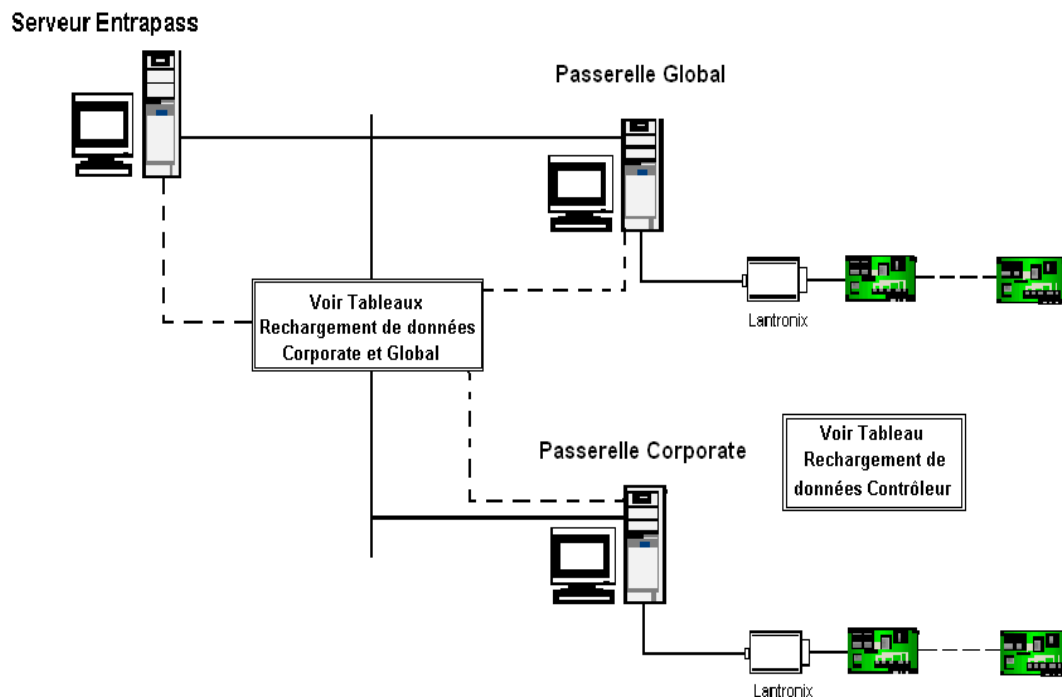 Serveur Entrapass
Passerelle Global
Lantronix
Voir Tableaux
Rechargement de données
Corporate et Global
Passerelle Corporate
Voir Tableau
Rechargement de
données Contrôleur
Lantronix